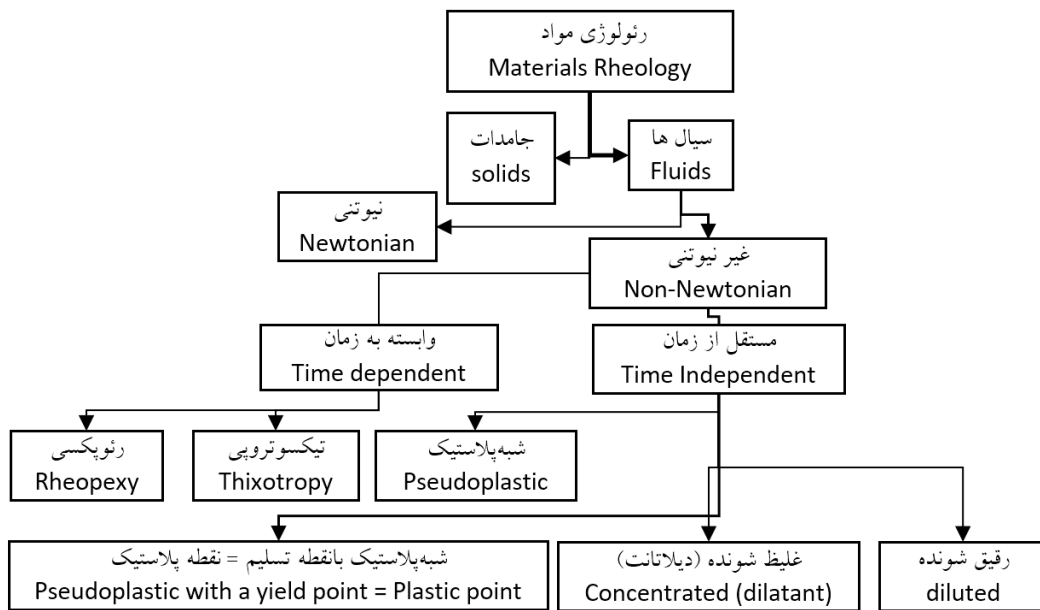 رئولوژی مواد
Materials Rheology
جامدات
solids
سیال ها
Fluids
نیوتنی
Newtonian
غیر نیوتنی
Non-Newtonian
وابسته به زمان
Time dependent
مستقل از زمان
Time Independent
رئوپکسی
Rheopexy
تیکسوتروپی
Thixotropy
شبه‌پلاستیک
Pseudoplastic
شبه‌پلاستیک بانقطه تسلیم = نقطه پلاستیک
Pseudoplastic with a yield point = Plastic point
غلیظ شونده (دیلاتانت)
Concentrated (dilatant)
رقیق شونده
diluted